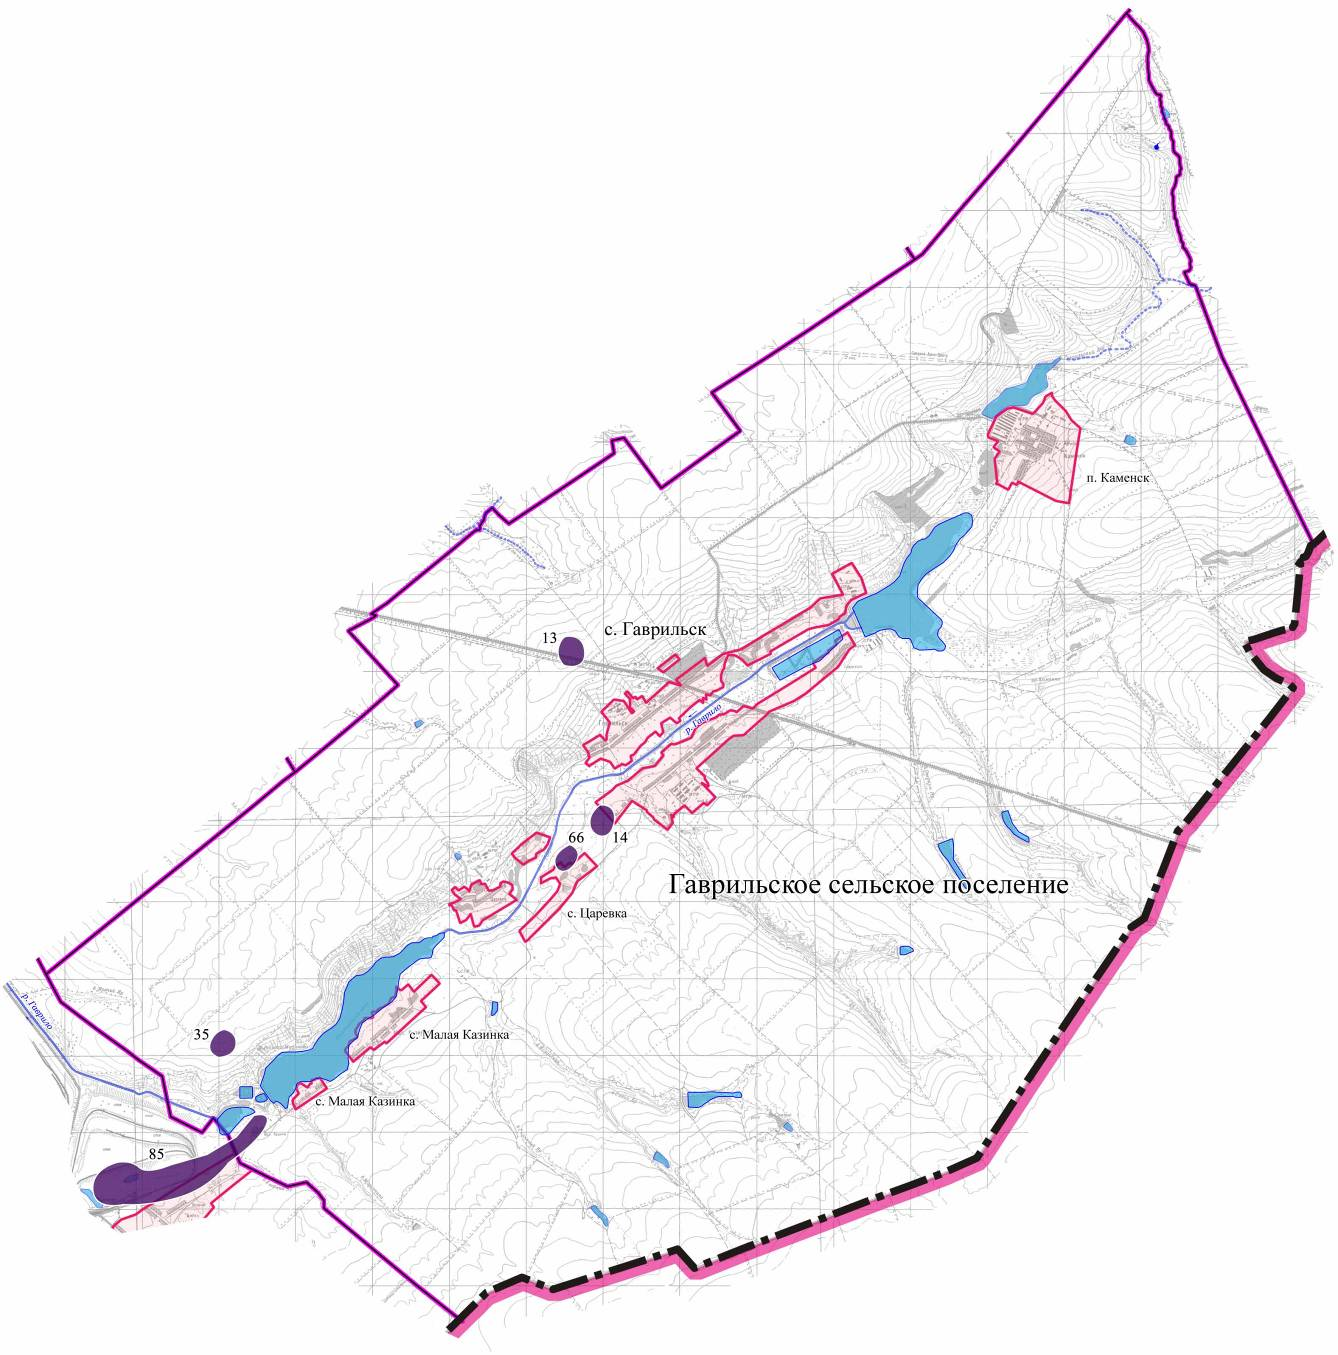 п. Каменск
с. Гаврильск
13
р. Гаврило
14
66
Гаврильское сельское поселение
с. Царевка
р. Гаврило
35
с. Малая Казинка
с. Малая Казинка
85